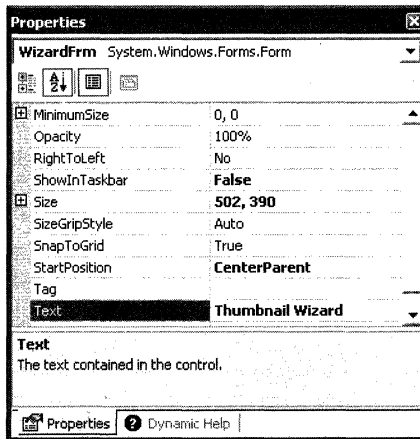 Properties
WizardFrm System.Windows.Forms.Form
MinimumSize 0, 0
Opacity 100%
RightToLeft No
ShowInTaskbar False
Size 502, 390
SizeGripStyle Auto
SnapToGrid True
StartPosition CenterParent
Tag
Text Thumbnail Wizard
Text
The text contained in the control.
Properties Dynamic Help